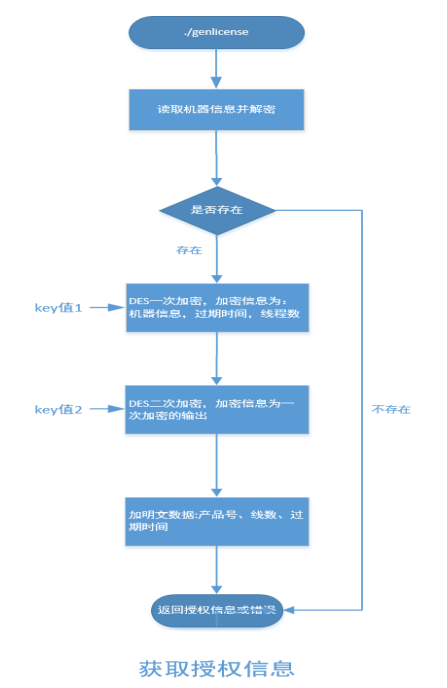 ./genlicense
读取机器信息并解密
是否存在
存在
key值1
DES一次加密，加密信息为：
机器信息，过期时间，线程数
key值2
DES二次加密，加密信息为一
次加密的输出
不存在
加明文数据:产品号、线数、过
期时间
返回授权信息或错误
获取授权信息